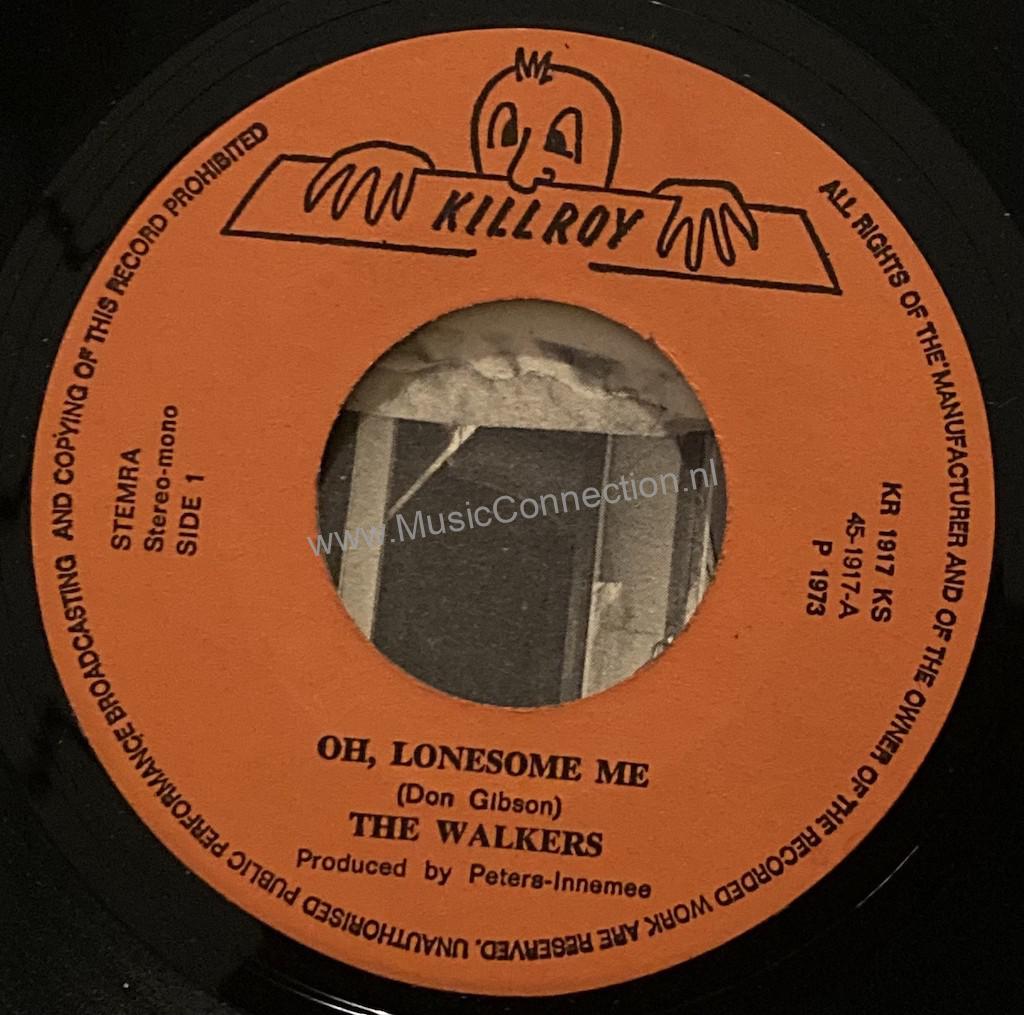 KILLROY
ALL RIGHTS OF THE MANUFACTURER AND OF THE OWNER OF THE RECORDED WORK ARE RESERVED. UNAUTHORISED PUBLIC PERFORMANCE BROADCASTING AND COPYING OF THIS RECORD PROHIBITED
STEMRA
Stereo-mono
SIDE 1
KR 1917 KS
45-1917-A
P 1973
www.MusicConnection.nl
OH, LONESOME ME
(Don Gibson)
THE WALKERS
Produced by Peters-Innemee